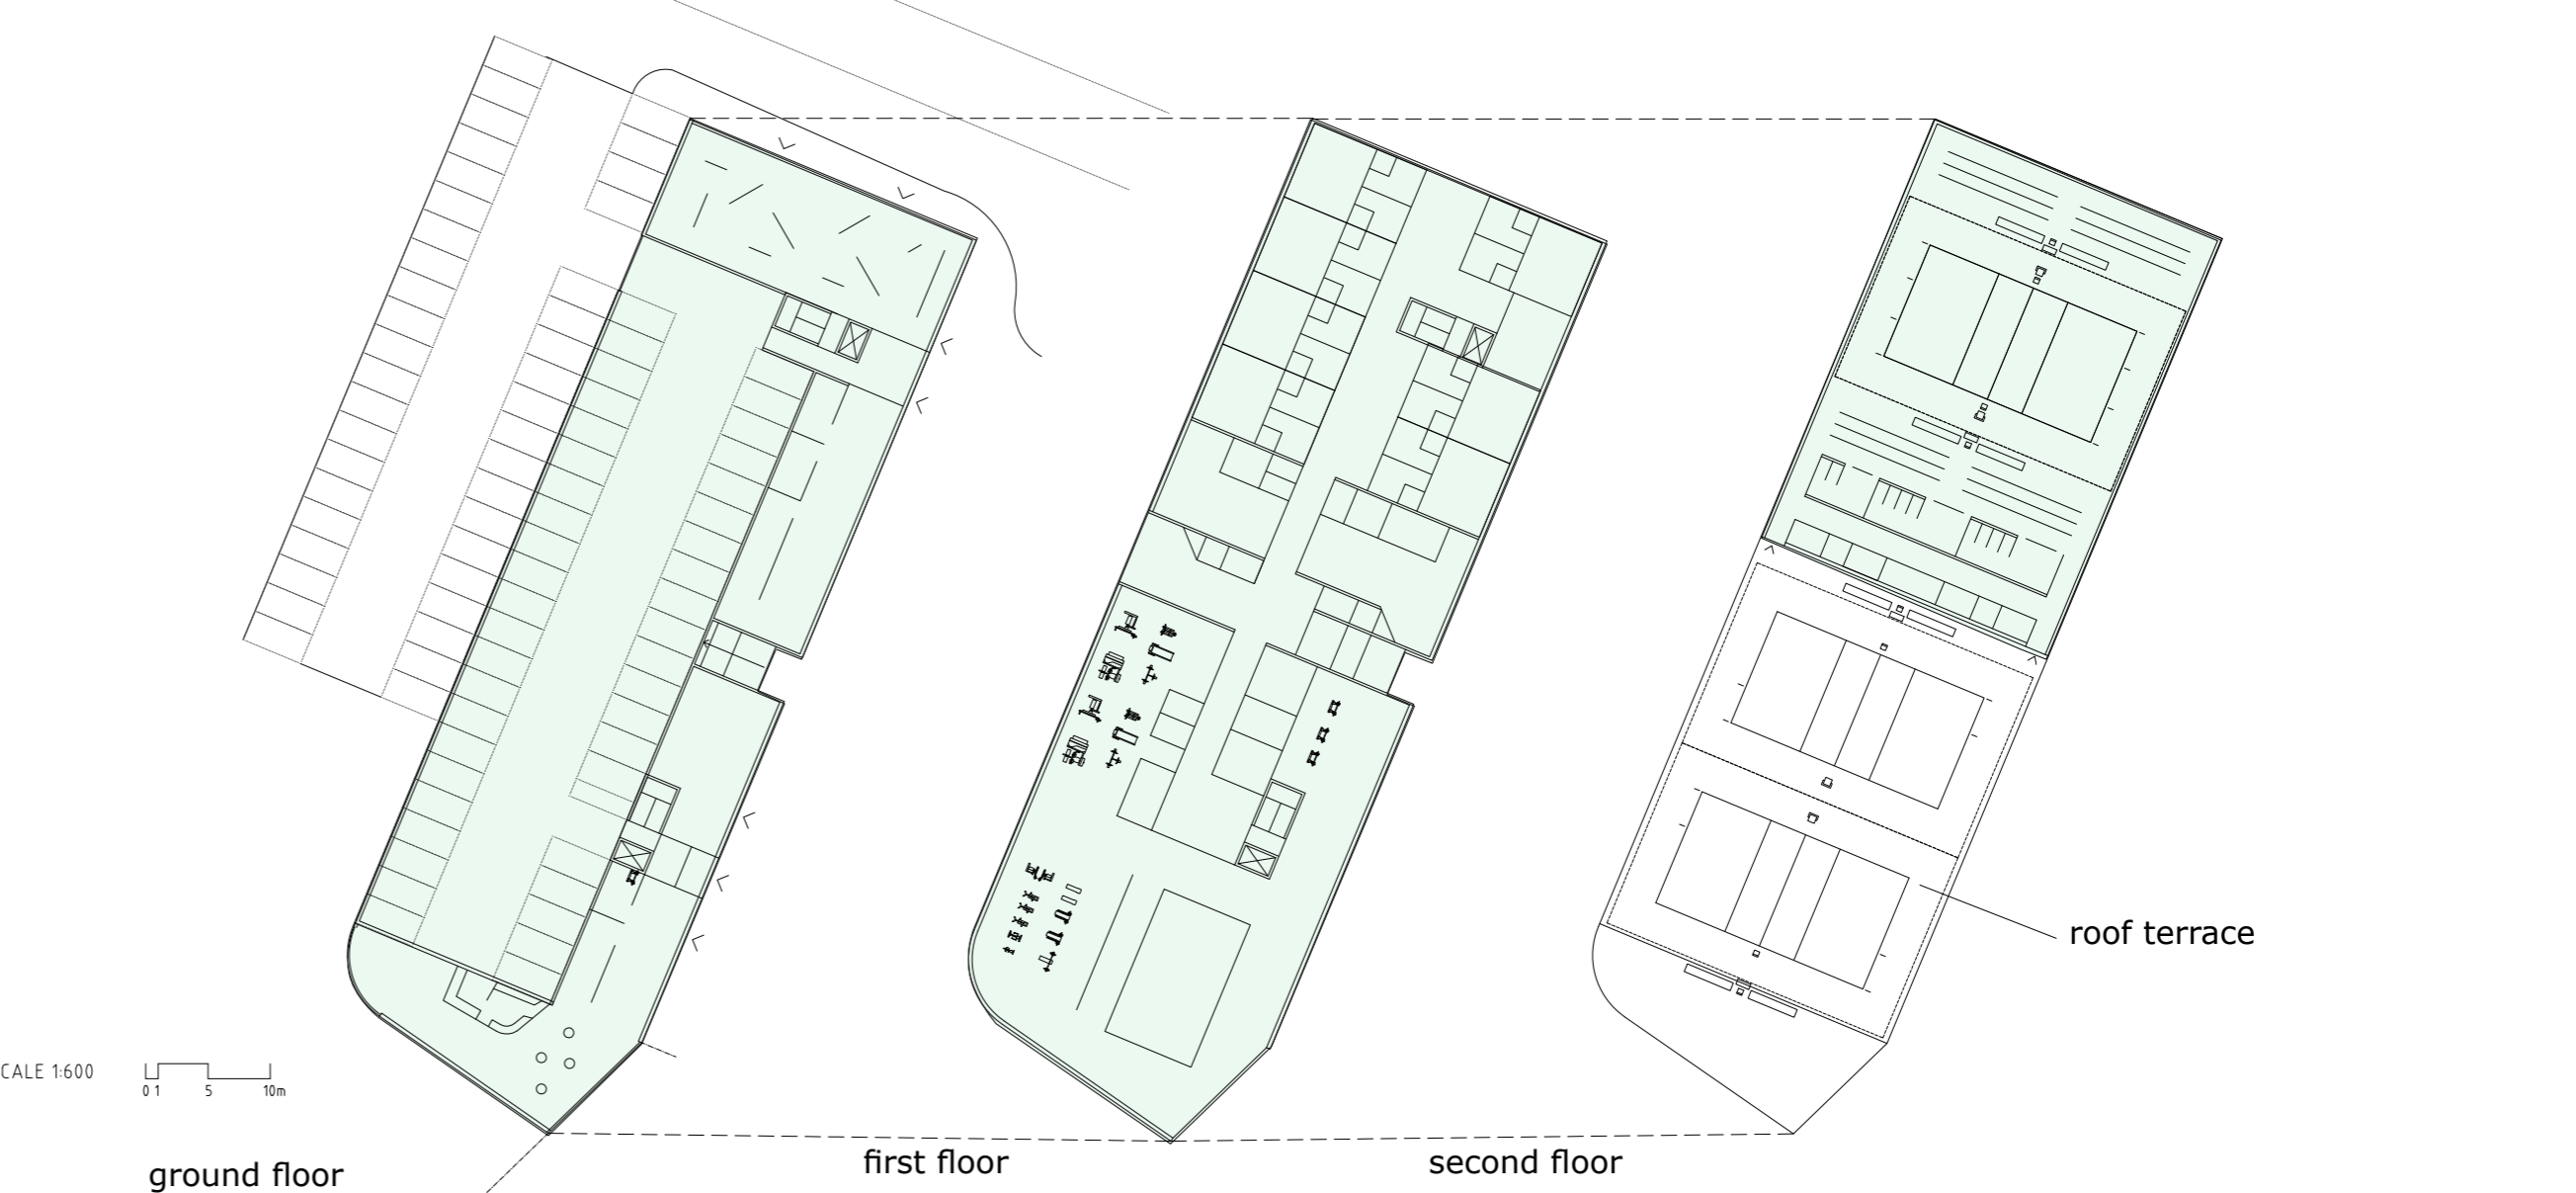 roof terrace
CALE 1:600
0 1 5 10m
ground floor
first floor
second floor